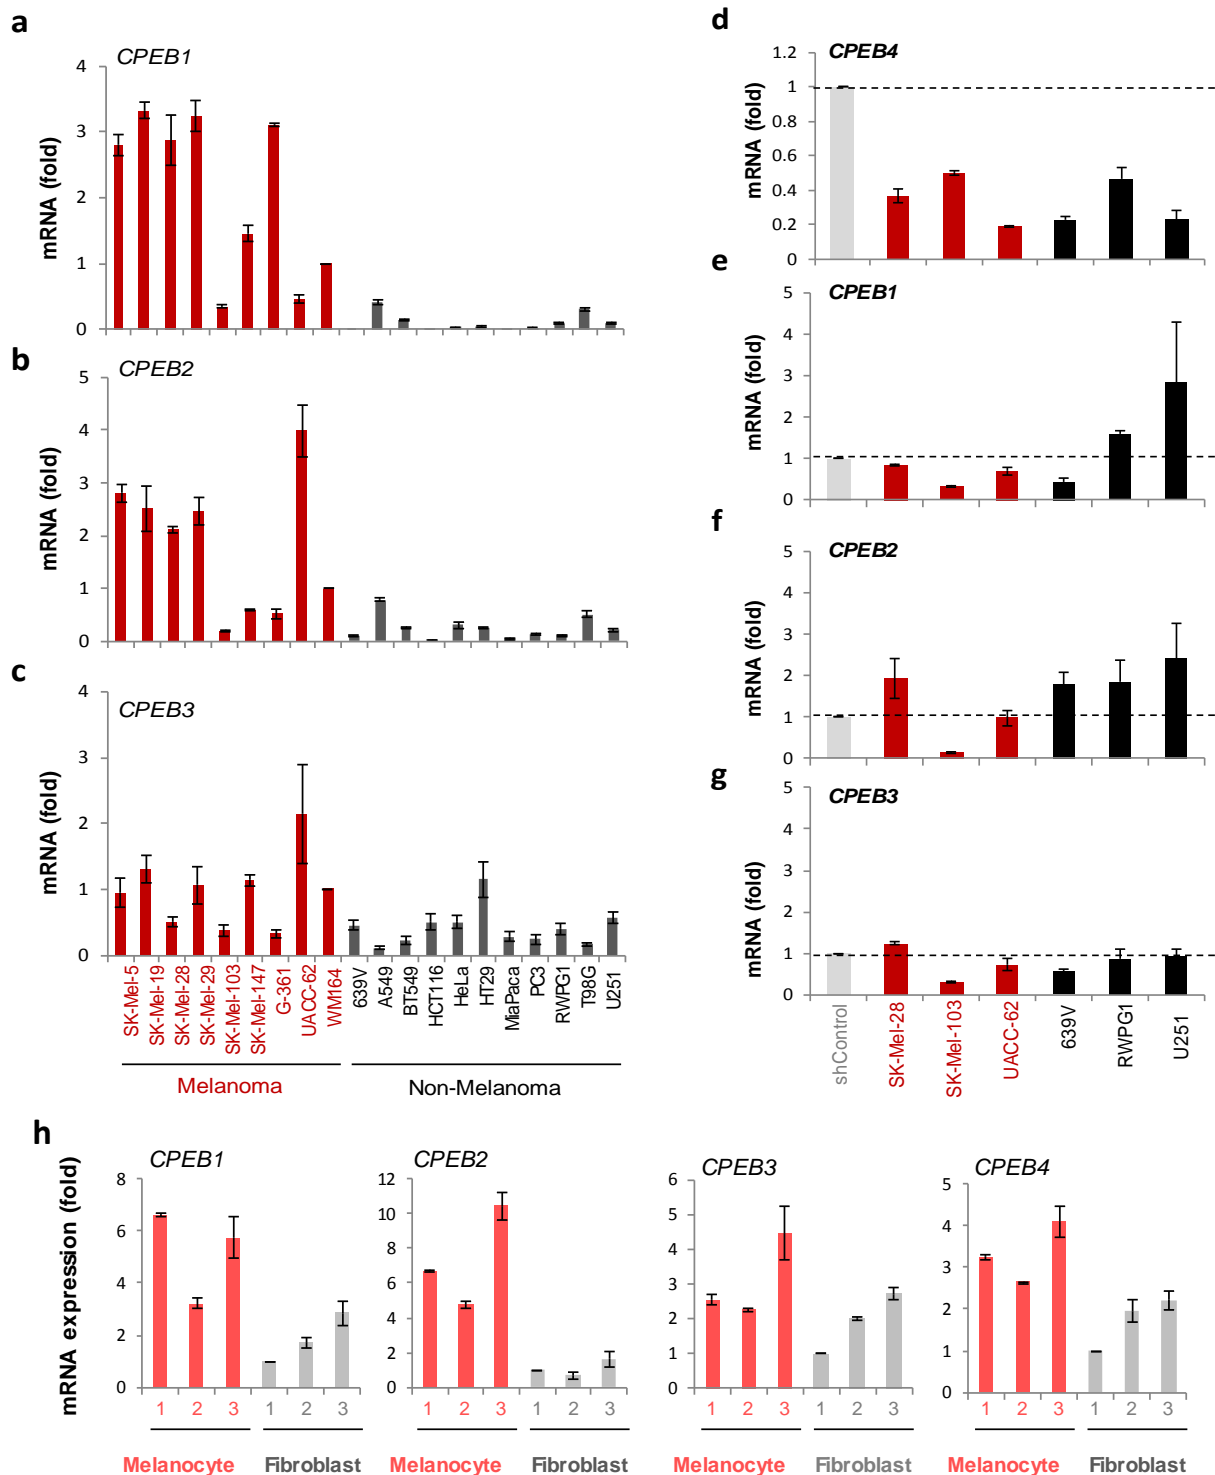 a
CPEB1
mRNA (fold)
4
3
2
1
0
b
CPEB2
mRNA (fold)
5
4
3
2
1
0
c
CPEB3
mRNA (fold)
4
3
2
1
0
SK-Mel-5
SK-Mel-19
SK-Mel-28
SK-Mel-29
SK-Mel-103
SK-Mel-147
G-361
UACC-62
WM164
639V
A549
BT549
HCT116
HeLa
HT29
MiaPaca
PC3
RWPG1
T98G
U251
Melanoma
Non-Melanoma
d
CPEB4
mRNA (fold)
1.2
1
0.8
0.6
0.4
0.2
0
e
CPEB1
mRNA (fold)
5
4
3
2
1
0
f
CPEB2
mRNA (fold)
5
4
3
2
1
0
g
CPEB3
mRNA (fold)
5
4
3
2
1
0
shControl
SK-Mel-28
SK-Mel-103
UACC-62
639V
RWPG1
U251
h
mRNA expression (fold)
CPEB1
8
6
4
2
0
1 2 3 1 2 3
Melanocyte Fibroblast
CPEB2
12
10
8
6
4
2
0
1 2 3 1 2 3
Melanocyte Fibroblast
CPEB3
6
5
4
3
2
1
0
1 2 3 1 2 3
Melanocyte Fibroblast
CPEB4
5
4
3
2
1
0
1 2 3 1 2 3
Melanocyte Fibroblast